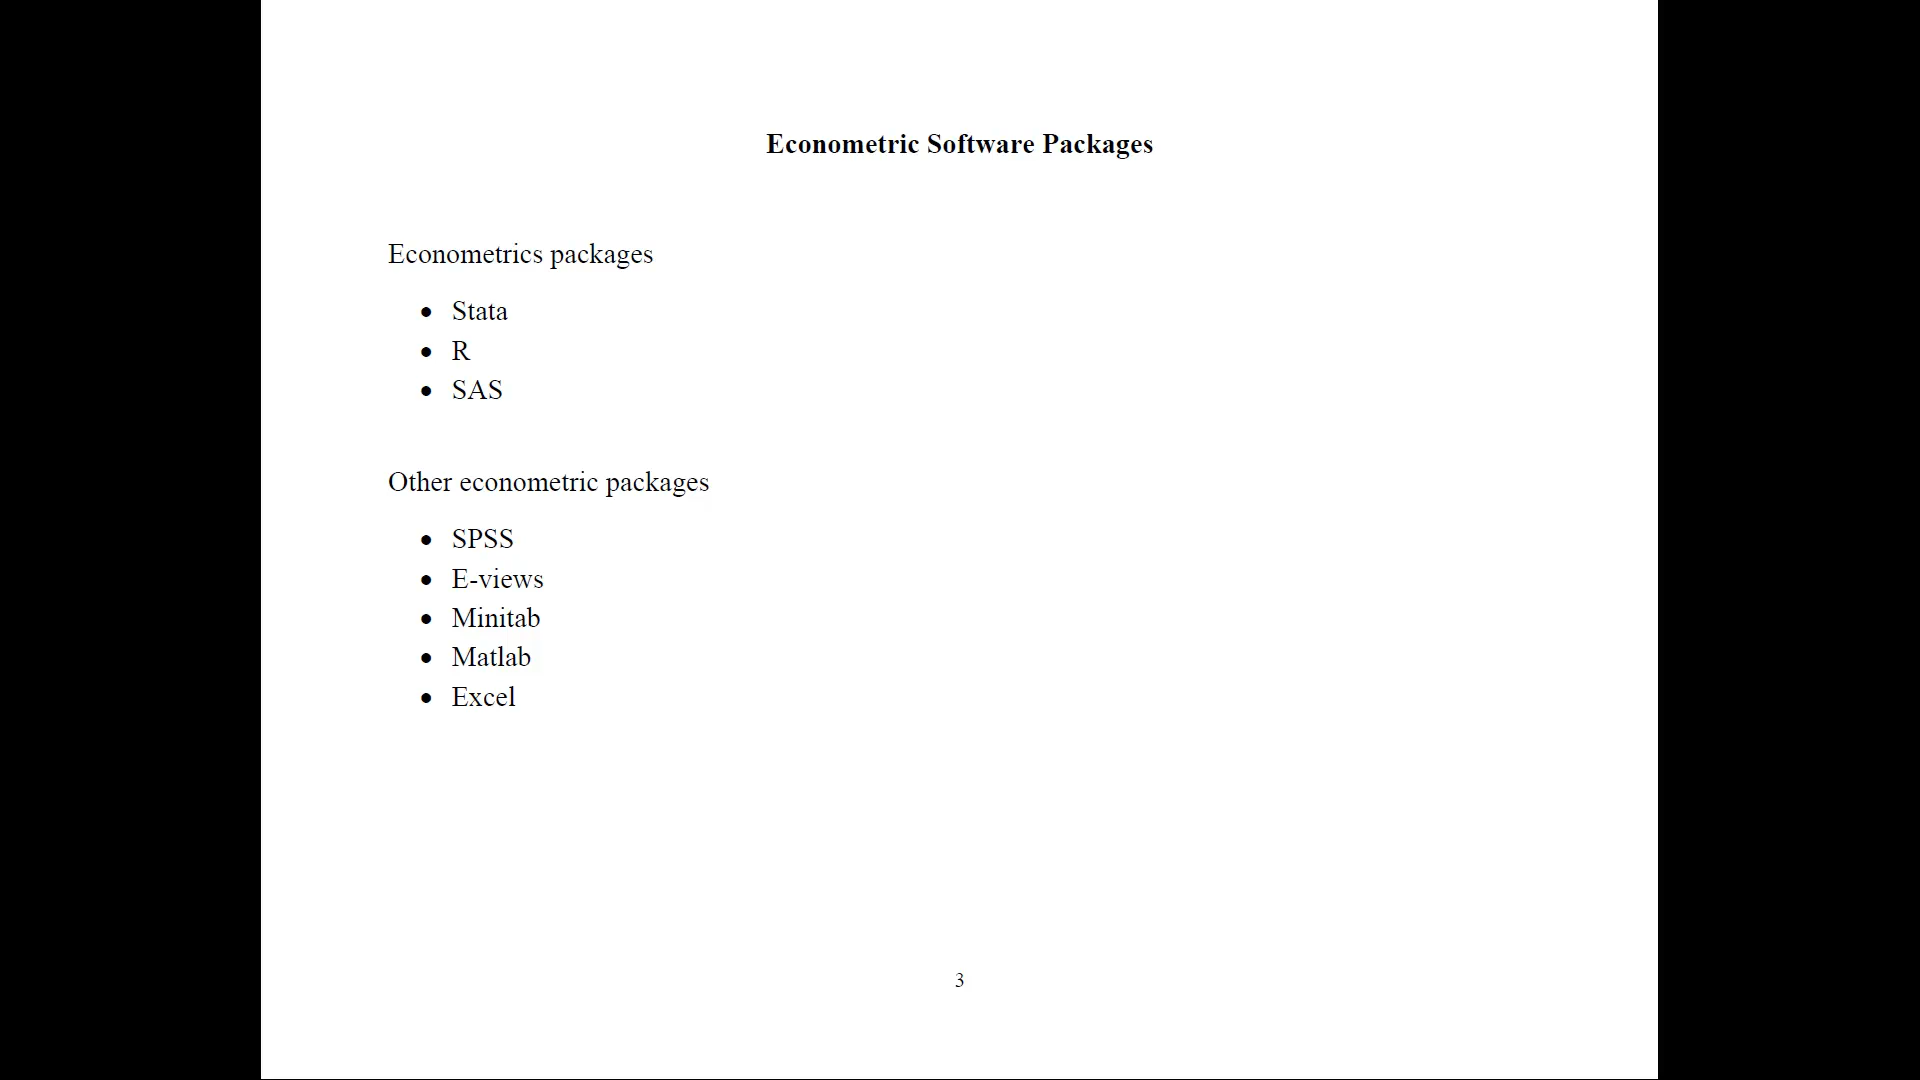 Econometric Software Packages
Econometrics packages
• Stata
• R
• SAS
Other econometric packages
• SPSS
• E-views
• Minitab
• Matlab
• Excel
3